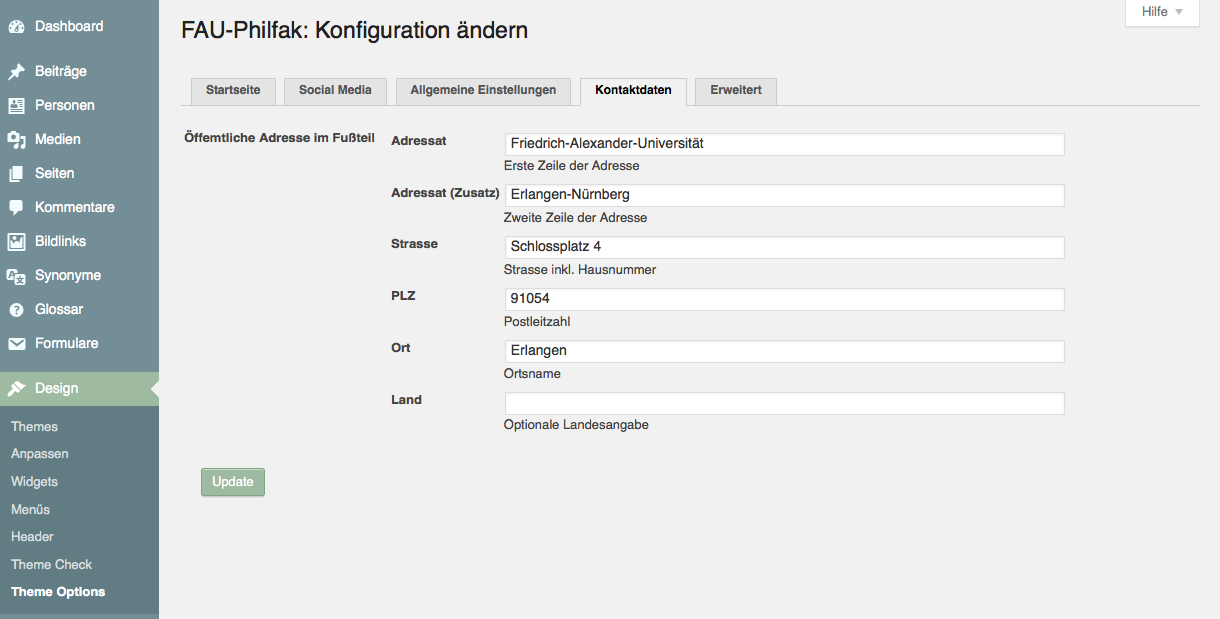 Dashboard
Beiträge
Personen
Medien
Seiten
Kommentare
Bildlinks
Synonyme
Glossar
Formulare
Design
Themes
Anpassen
Widgets
Menüs
Header
Theme Check
Theme Options
Hilfe
FAU-Philfak: Konfiguration ändern
Startseite Social Media Allgemeine Einstellungen Kontaktdaten Erweitert
Öffentliche Adresse im Fußteil
Adressat Friedrich-Alexander-Universität
Erste Zeile der Adresse
Adressat (Zusatz) Erlangen-Nürnberg
Zweite Zeile der Adresse
Strasse Schlossplatz 4
Strasse inkl. Hausnummer
PLZ 91054
Postleitzahl
Ort Erlangen
Ortsname
Land
Optionale Landesangabe
Update